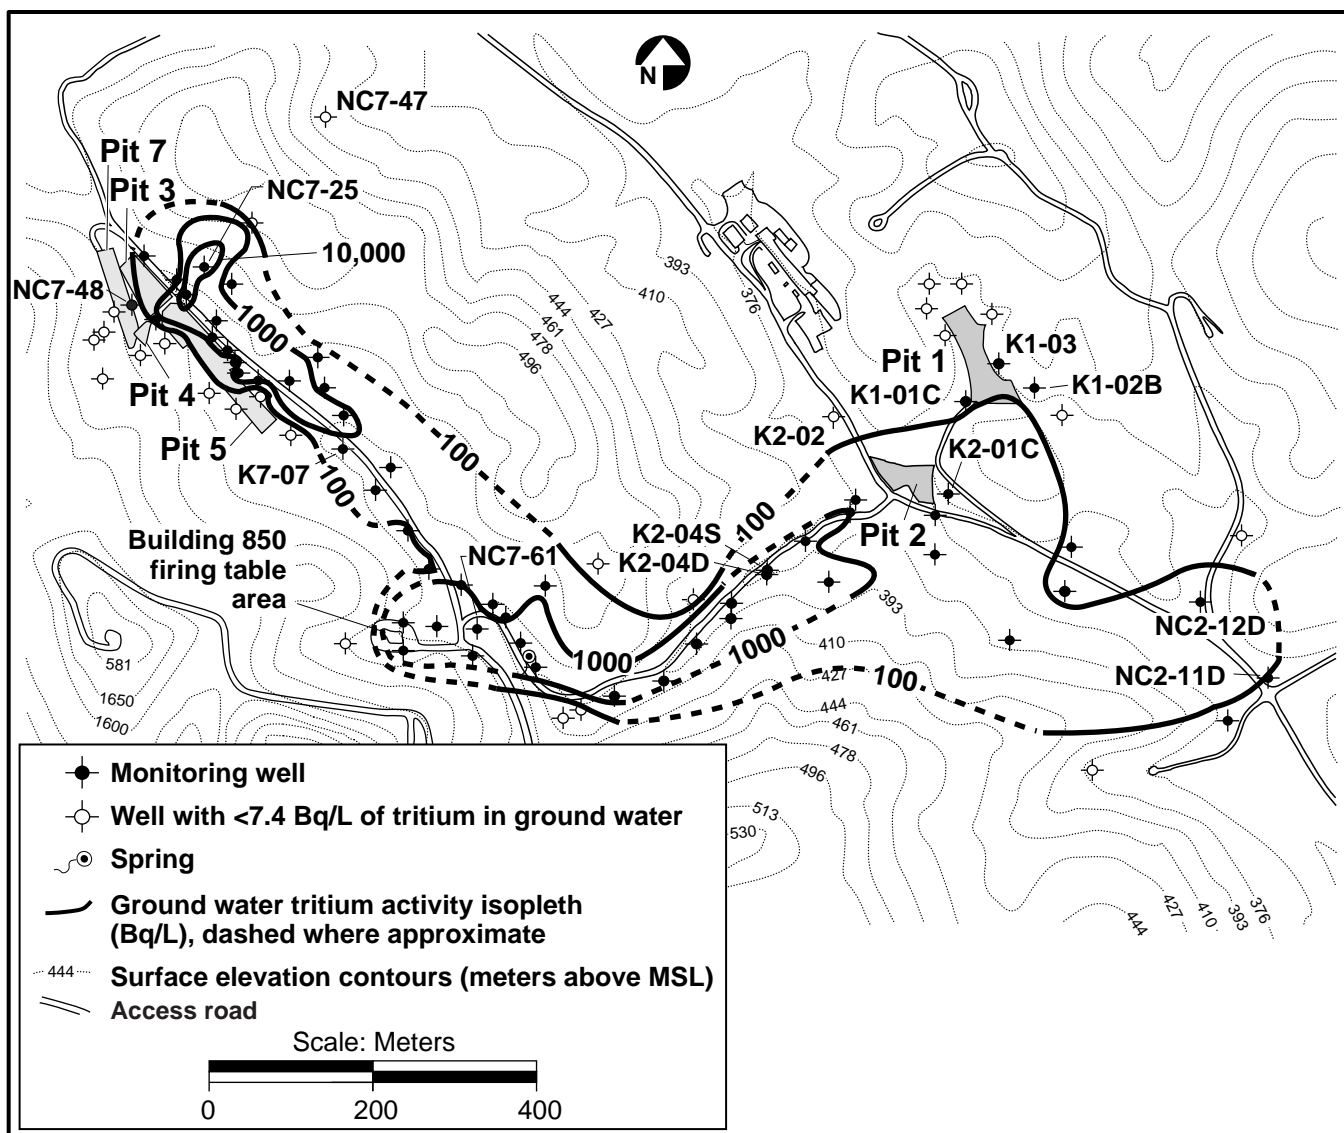 N
NC7-47
Pit 7
Pit 3
NC7-25
10,000
NC7-48
1000
Pit 4
Pit 5
K7-07
100
100
444
427
461
478
496
393
410
376
Pit 1
K1-03
K1-02B
K1-01C
K2-02
K2-01C
Pit 2
K2-04S
K2-04D
100
Building 850
firing table
area
NC7-61
1000
1000
100
393
410
427
444
461
478
496
513
530
NC2-12D
NC2-11D
581
1650
1600
444
427
410
393
376
Monitoring well
Well with <7.4 Bq/L of tritium in ground water
Spring
Ground water tritium activity isopleth
(Bq/L), dashed where approximate
444
Surface elevation contours (meters above MSL)
Access road
Scale: Meters
0 200 400